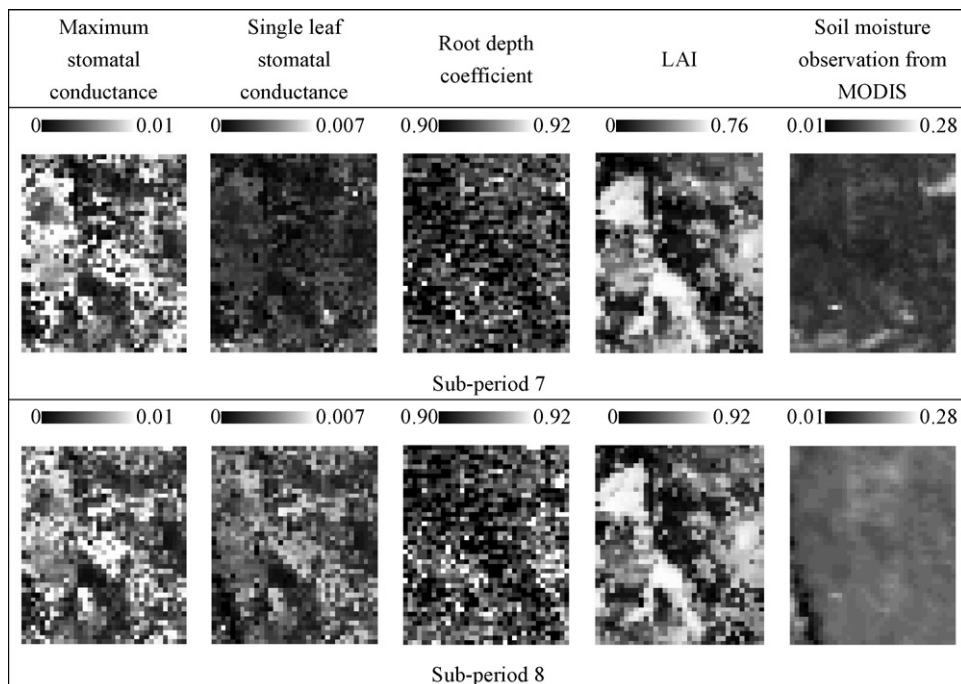 Maximum
stomatal
conductance
Single leaf
stomatal
conductance
Root depth
coefficient
LAI
Soil moisture
observation from
MODIS
0 0.01
0 0.007
0.90 0.92
0 0.76
0.01 0.28
Sub-period 7
0 0.01
0 0.007
0.90 0.92
0 0.92
0.01 0.28
Sub-period 8